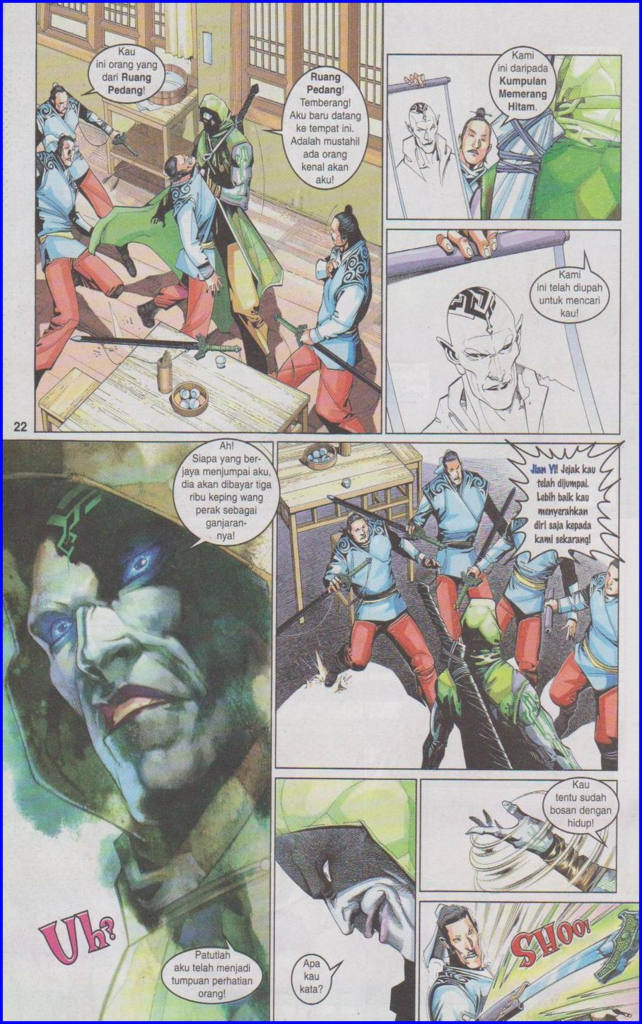 Kau
ini orang yang
dari Ruang
Pedang!
Ruang
Pedang!
Temberang!
Aku baru datang
ke tempat ini.
Adalah mustahil
ada orang
kenal akan
aku!
Kami
ini daripada
Kumpulan
Memerang
Hitam.
Kami
ini telah diupah
untuk mencari
kau!
22
Ah!
Siapa yang ber-
jaya menjumpai aku,
dia akan dibayar tiga
ribu keping wang
perak sebagai
ganjaran-
nya!
Uh?
Patutlah
aku telah menjadi
tumpuan perhatian
orang!
Jian Yi! Jejak kau
telah dijumpai.
Lebih baik kau
menyerahkan
diri saja kepada
kami sekarang!
Apa
kau
kata?
Kau
tentu sudah
bosan dengan
hidup!
SHOO!